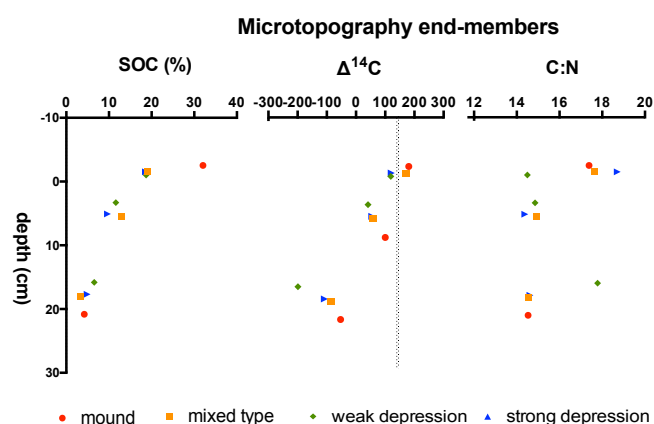 Microtopography end-members
SOC (%) Δ¹⁴C C:N
0 10 20 30 40 -300 -200 -100 0 100 200 300 12 14 16 18 20
-10
0
10
20
30
depth (cm)
mound mixed type weak depression strong depression